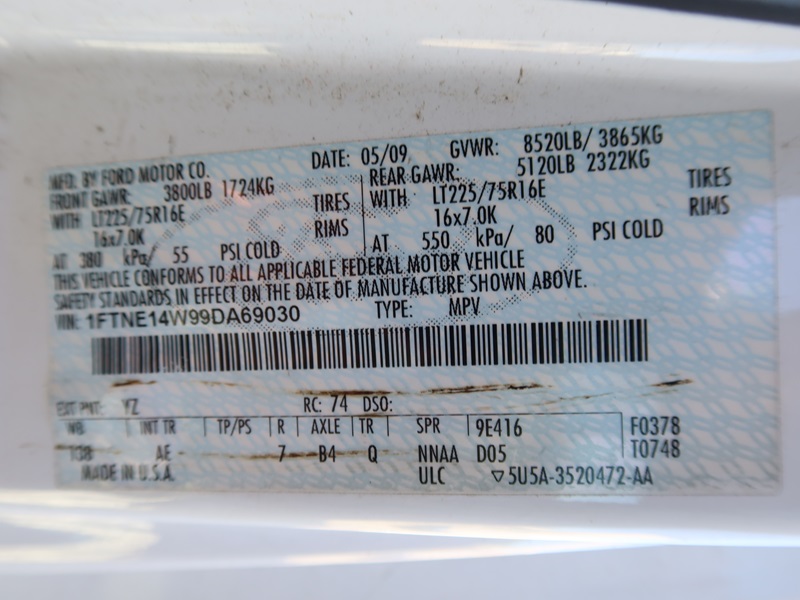 MFD. BY FORD MOTOR CO. DATE: 05/09 GVWR: 8520LB/ 3865KG
FRONT GAWR: 3800LB 1724KG REAR GAWR: 5120LB 2322KG
WITH LT225/75R16E TIRES WITH LT225/75R16E TIRES
16x7.0K RIMS 16x7.0K RIMS
AT 380 kPa/ 55 PSI COLD AT 550 kPa/ 80 PSI COLD
THIS VEHICLE CONFORMS TO ALL APPLICABLE FEDERAL MOTOR VEHICLE
SAFETY STANDARDS IN EFFECT ON THE DATE OF MANUFACTURE SHOWN ABOVE.
VIN: 1FTNE14W99DA69030 TYPE: MPV
EXT PNT: YZ RC: 74 DSO:
WB INT TR TP/PS R AXLE TR SPR 9E416 F0378
138 AE 7 B4 Q NNAA D05 T0748
MADE IN U.S.A. ULC ▽5U5A-3520472-AA